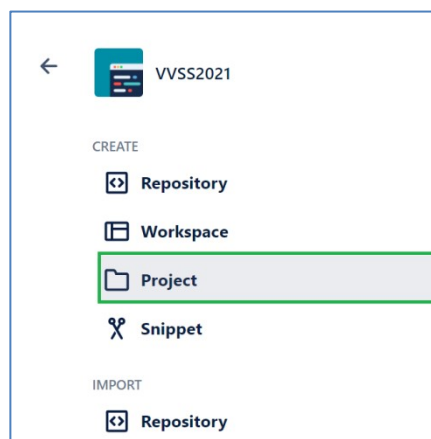 VVSS2021
CREATE
Repository
Workspace
Project
Snippet
IMPORT
Repository